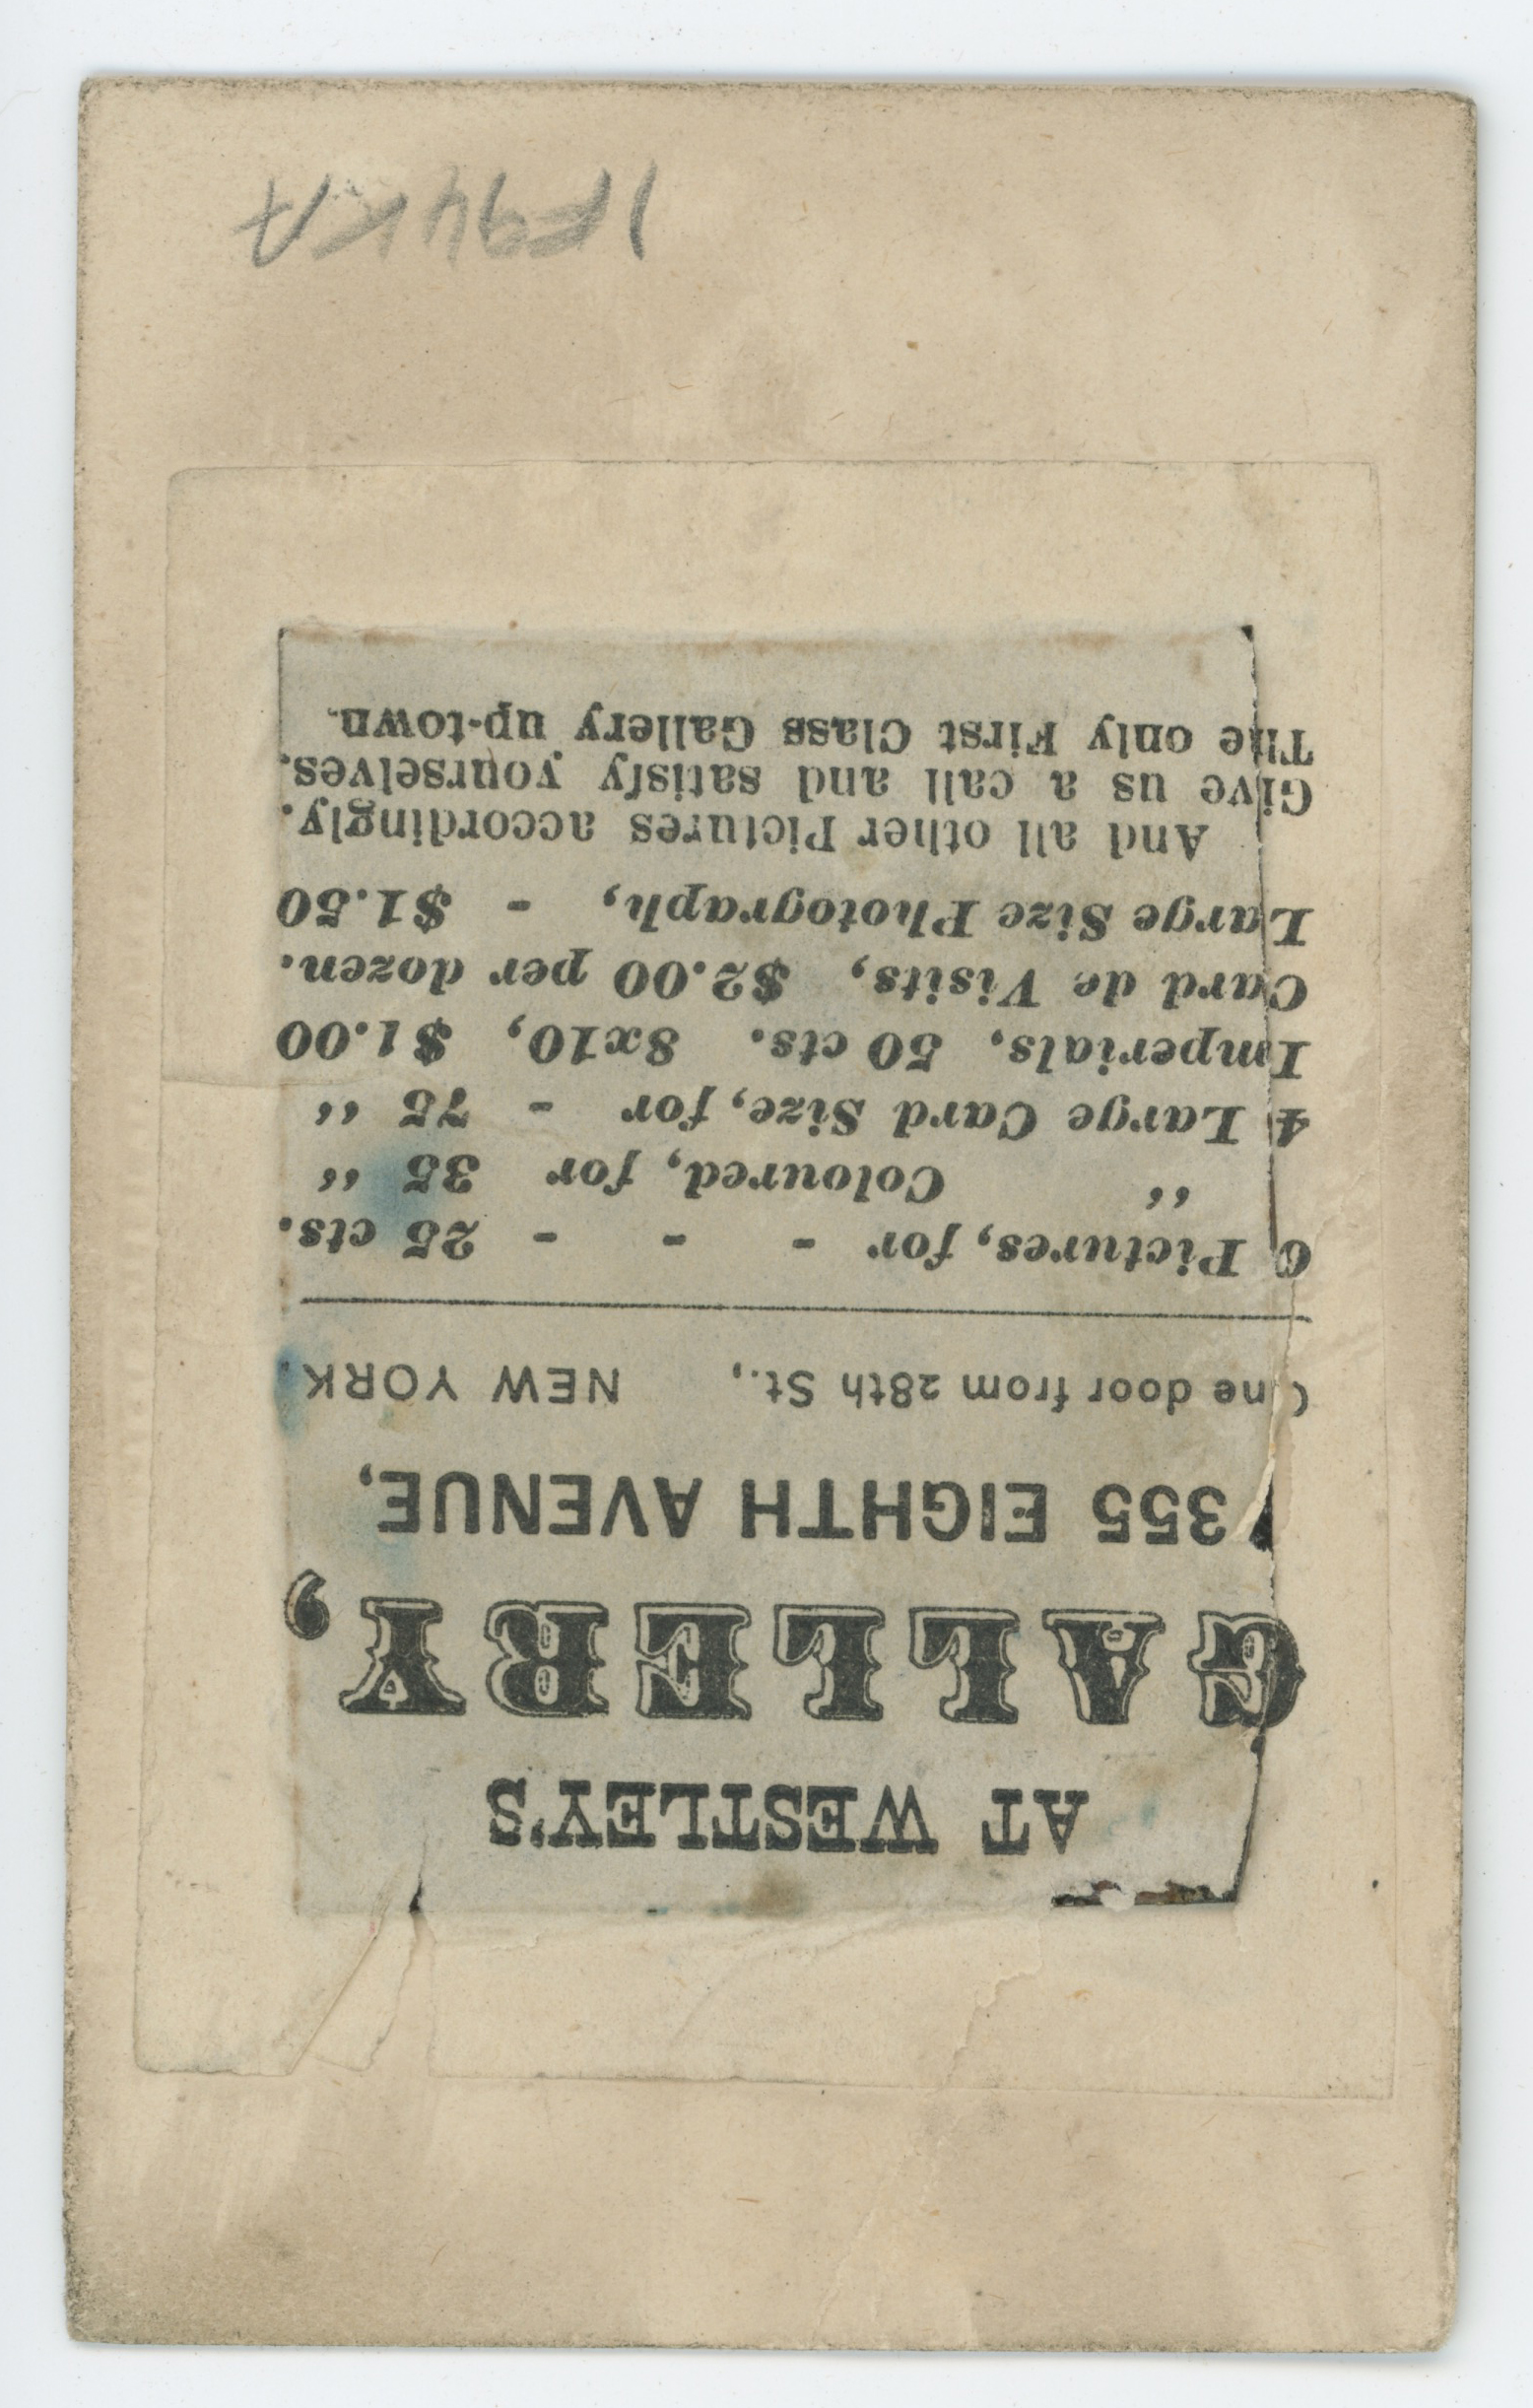 AT WESTLEY'S
GALLERY,
355 EIGHTH AVENUE,
One door from 28th St., NEW YORK.
6 Pictures, for - - - 25 cts.
" Coloured, for 35 "
4 Large Card Size, for - 75 "
Imperials, 50 cts. 8x10, $1.00
Card de Visits, $2.00 per dozen.
Large Size Photograph, - $1.50
And all other Pictures accordingly.
Give us a call and satisfy yourselves.
The only First Class Gallery up-town.